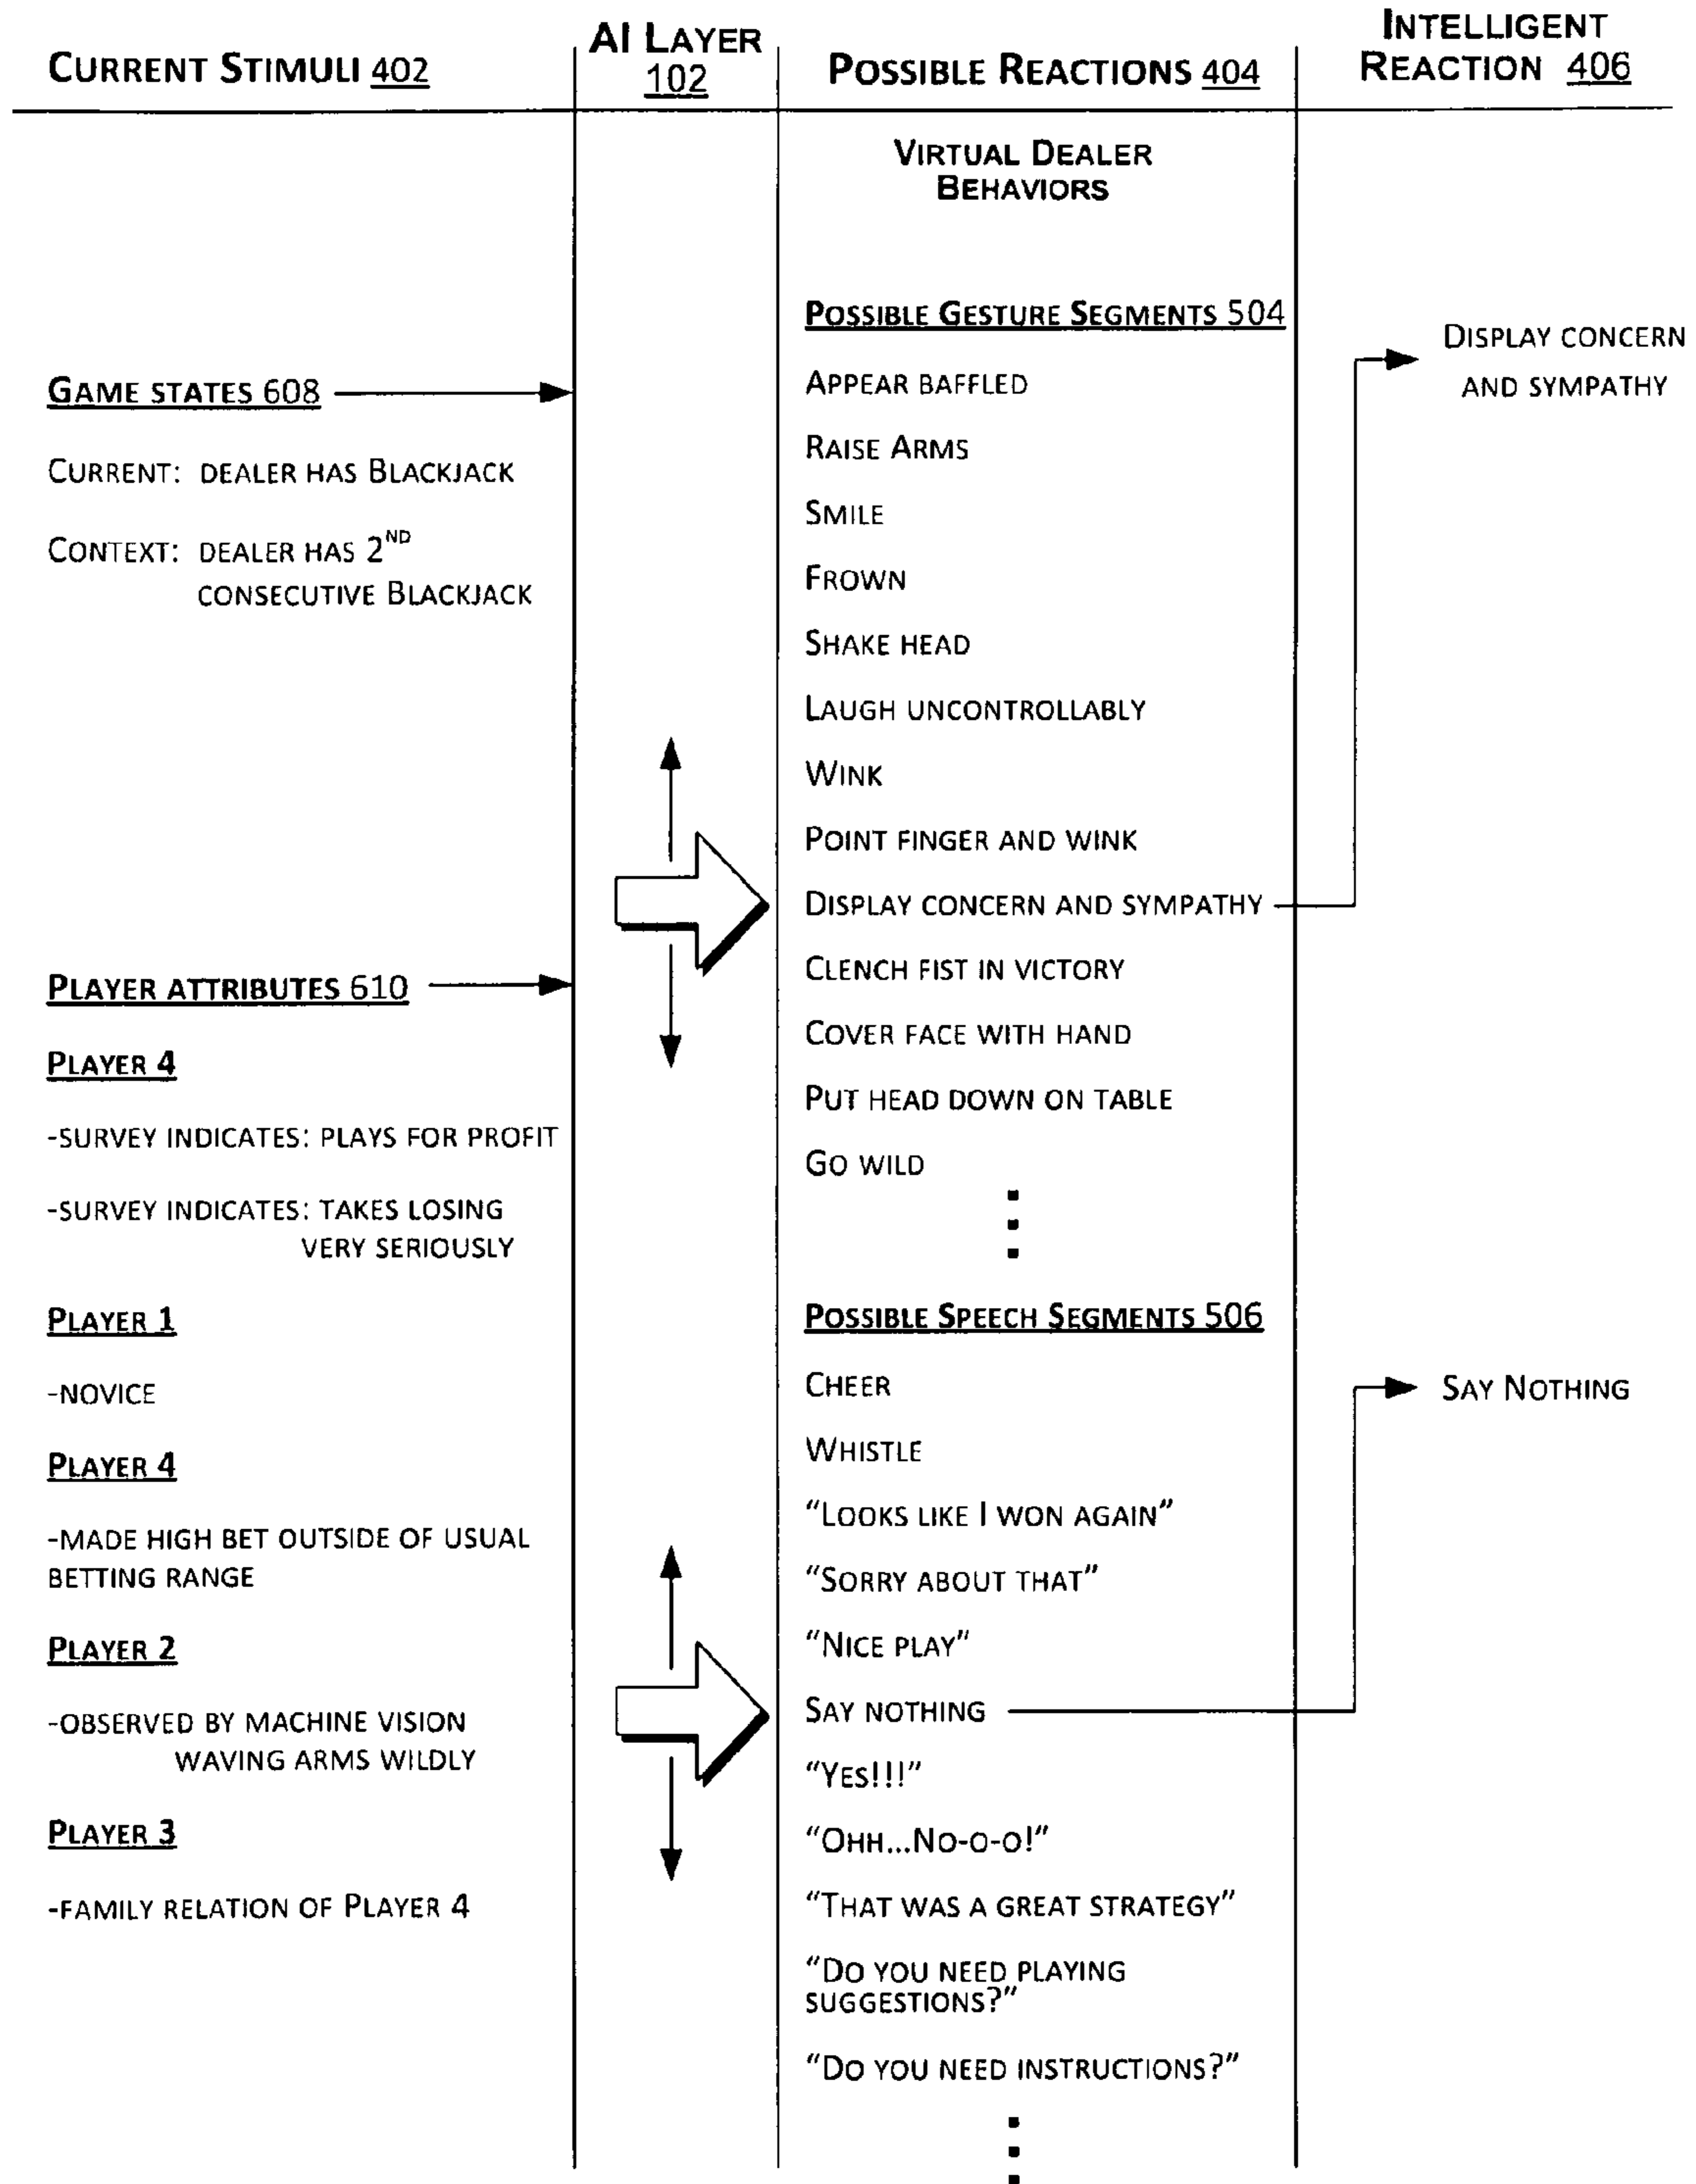 CURRENT STIMULI 402
AI LAYER
102
POSSIBLE REACTIONS 404
INTELLIGENT
REACTION 406
GAME STATES 608
CURRENT: DEALER HAS BLACKJACK
CONTEXT: DEALER HAS 2ND
CONSECUTIVE BLACKJACK
PLAYER ATTRIBUTES 610
PLAYER 4
-SURVEY INDICATES: PLAYS FOR PROFIT
-SURVEY INDICATES: TAKES LOSING
VERY SERIOUSLY
PLAYER 1
-NOVICE
PLAYER 4
-MADE HIGH BET OUTSIDE OF USUAL
BETTING RANGE
PLAYER 2
-OBSERVED BY MACHINE VISION
WAVING ARMS WILDLY
PLAYER 3
-FAMILY RELATION OF PLAYER 4
VIRTUAL DEALER
BEHAVIORS
POSSIBLE GESTURE SEGMENTS 504
APPEAR BAFFLED
RAISE ARMS
SMILE
FROWN
SHAKE HEAD
LAUGH UNCONTROLLABLY
WINK
POINT FINGER AND WINK
DISPLAY CONCERN AND SYMPATHY
CLENCH FIST IN VICTORY
COVER FACE WITH HAND
PUT HEAD DOWN ON TABLE
GO WILD
POSSIBLE SPEECH SEGMENTS 506
CHEER
WHISTLE
“LOOKS LIKE I WON AGAIN”
“SORRY ABOUT THAT”
“NICE PLAY”
SAY NOTHING
“YES!!!”
“OHH...NO-O-O!”
“THAT WAS A GREAT STRATEGY”
“DO YOU NEED PLAYING
SUGGESTIONS?”
“DO YOU NEED INSTRUCTIONS?”
DISPLAY CONCERN
AND SYMPATHY
SAY NOTHING